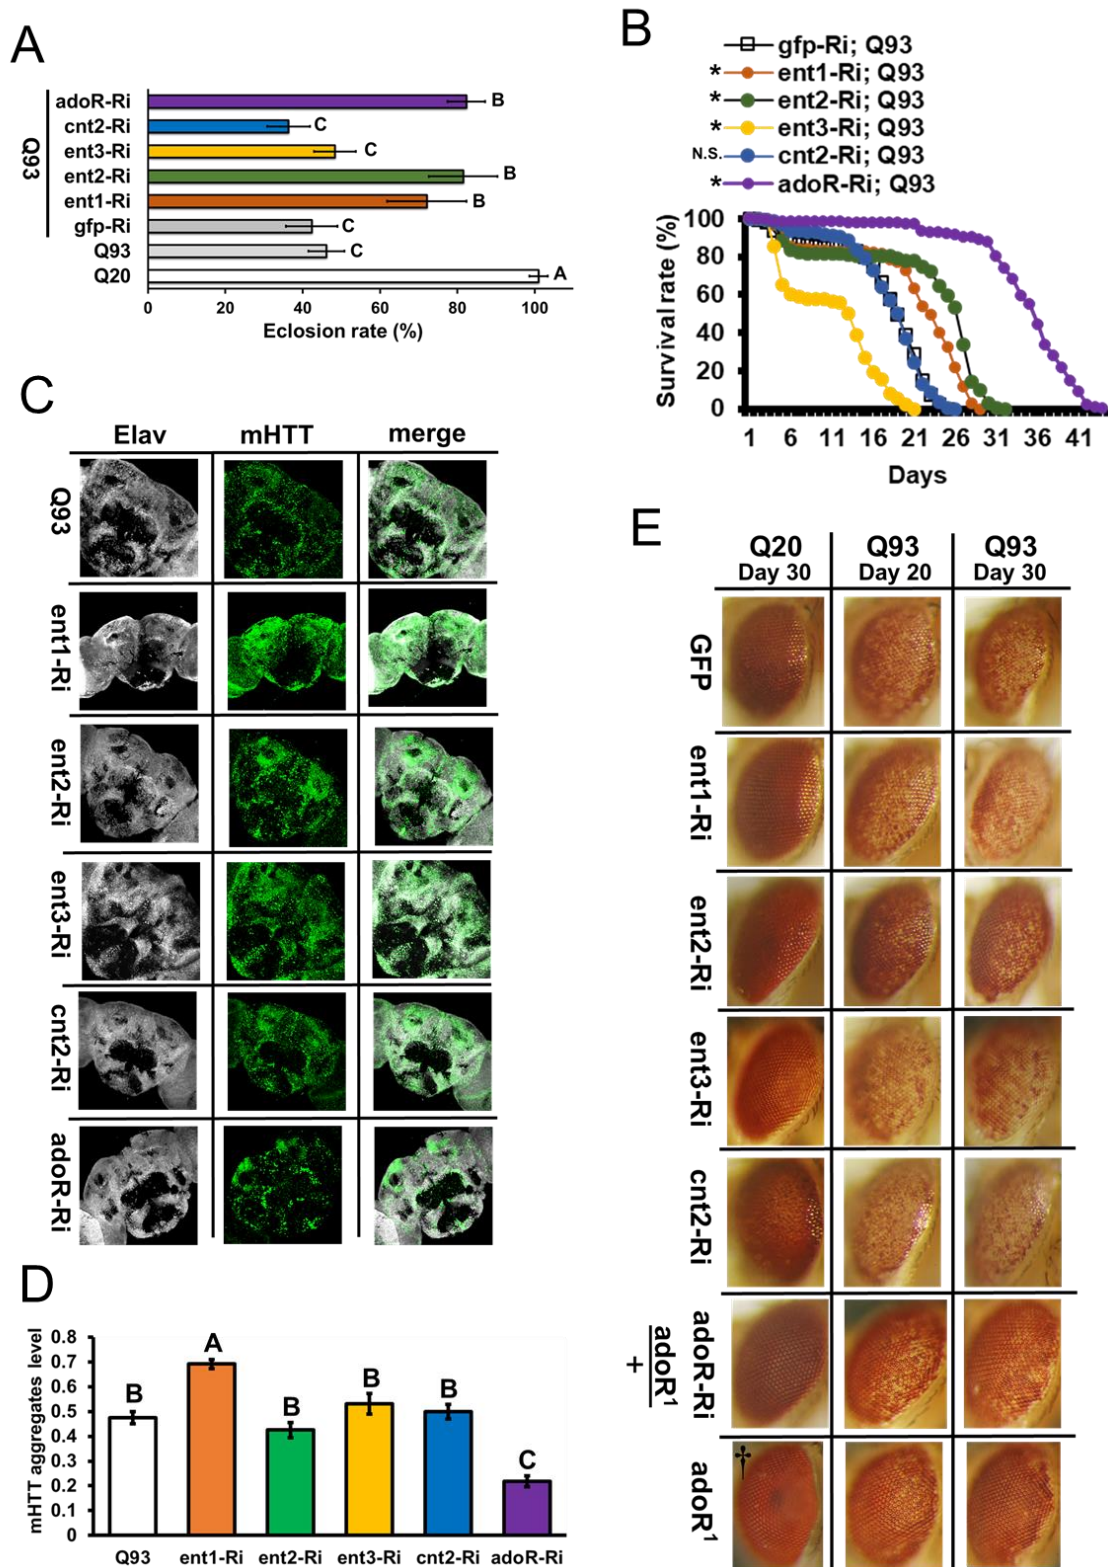 A
adoR-Ri
cnt2-Ri
ent3-Ri
ent2-Ri
ent1-Ri
gfp-Ri
Q93
Q20
Q93
B
C
C
B
B
C
C
A
0 20 40 60 80 100
Eclosion rate (%)
B
gfp-Ri; Q93
* ent1-Ri; Q93
* ent2-Ri; Q93
* ent3-Ri; Q93
N.S. cnt2-Ri; Q93
* adoR-Ri; Q93
Survival rate (%)
100
80
60
40
20
0
1 6 11 16 21 26 31 36 41
Days
C
Elav mHTT merge
Q93
ent1-Ri
ent2-Ri
ent3-Ri
cnt2-Ri
adoR-Ri
D
mHTT aggregates level
0.8
0.7
0.6
0.5
0.4
0.3
0.2
0.1
0
B A B B B C
Q93 ent1-Ri ent2-Ri ent3-Ri cnt2-Ri adoR-Ri
E
Q20 Q93 Q93
Day 30 Day 20 Day 30
GFP
ent1-Ri
ent2-Ri
ent3-Ri
cnt2-Ri
adoR-Ri
adoR1
+
adoR1
†